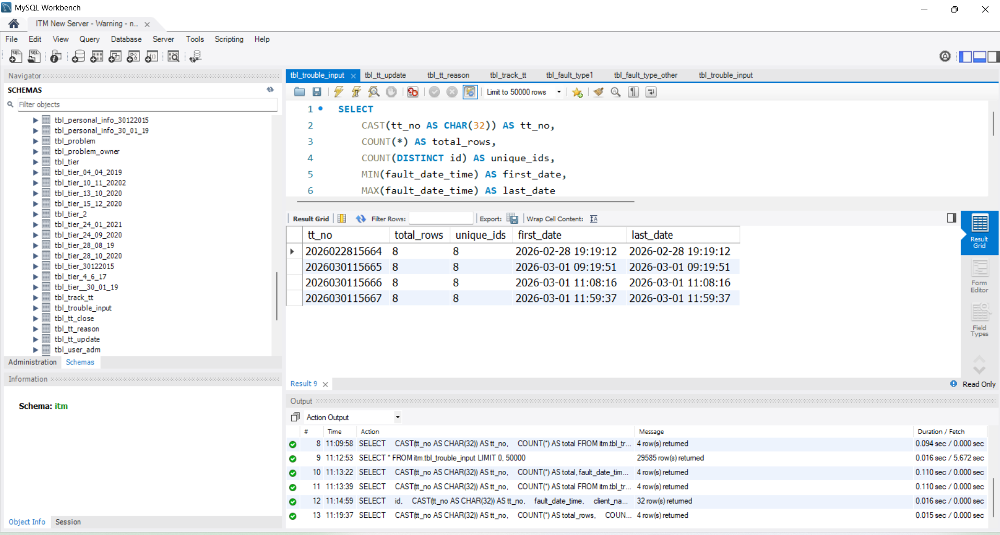 MySQL Workbench
ITM New Server - Warning - n...
File Edit View Query Database Server Tools Scripting Help
Navigator
SCHEMAS
Filter objects
tbl_personal_info_30122015
tbl_personal_info_30_01_19
tbl_problem
tbl_problem_owner
tbl_tier
tbl_tier_04_04_2019
tbl_tier_10_11_20202
tbl_tier_13_10_2020
tbl_tier_15_12_2020
tbl_tier_2
tbl_tier_24_01_2021
tbl_tier_24_09_2020
tbl_tier_28_08_19
tbl_tier_28_10_2020
tbl_tier_30122015
tbl_tier_4_6_17
tbl_tier__30_01_19
tbl_track_tt
tbl_trouble_input
tbl_tt_close
tbl_tt_reason
tbl_tt_update
tbl_user_adm
Administration Schemas
Information
Schema: itm
Object Info Session
tbl_trouble_input tbl_tt_update tbl_tt_reason tbl_track_tt tbl_fault_type1 tbl_fault_type_other tbl_trouble_input
Limit to 50000 rows
1 SELECT
2 CAST(tt_no AS CHAR(32)) AS tt_no,
3 COUNT(*) AS total_rows,
4 COUNT(DISTINCT id) AS unique_ids,
5 MIN(fault_date_time) AS first_date,
6 MAX(fault_date_time) AS last_date
Result Grid Filter Rows: Export: Wrap Cell Content:
tt_no total_rows unique_ids first_date last_date
2026022815664 8 8 2026-02-28 19:19:12 2026-02-28 19:19:12
2026030115665 8 8 2026-03-01 09:19:51 2026-03-01 09:19:51
2026030115666 8 8 2026-03-01 11:08:16 2026-03-01 11:08:16
2026030115667 8 8 2026-03-01 11:59:37 2026-03-01 11:59:37
Result Grid
Form Editor
Field Types
Result 9
Read Only
Output
Action Output
# Time Action Message Duration / Fetch
8 11:09:58 SELECT CAST(tt_no AS CHAR(32)) AS tt_no, COUNT(*) AS total FROM itm.tbl_tr... 4 row(s) returned 0.094 sec / 0.000 sec
9 11:12:53 SELECT * FROM itm.tbl_trouble_input LIMIT 0, 50000 29585 row(s) returned 0.016 sec / 5.672 sec
10 11:13:22 SELECT CAST(tt_no AS CHAR(32)) AS tt_no, COUNT(*) AS total, fault_date_tim... 4 row(s) returned 0.110 sec / 0.000 sec
11 11:13:39 SELECT CAST(tt_no AS CHAR(32)) AS tt_no, COUNT(*) AS total FROM itm.tbl_tr... 4 row(s) returned 0.110 sec / 0.000 sec
12 11:14:59 SELECT id, CAST(tt_no AS CHAR(32)) AS tt_no, fault_date_time, client_na... 32 row(s) returned 0.016 sec / 0.000 sec
13 11:19:37 SELECT CAST(tt_no AS CHAR(32)) AS tt_no, COUNT(*) AS total_rows, COUN... 4 row(s) returned 0.015 sec / 0.000 sec